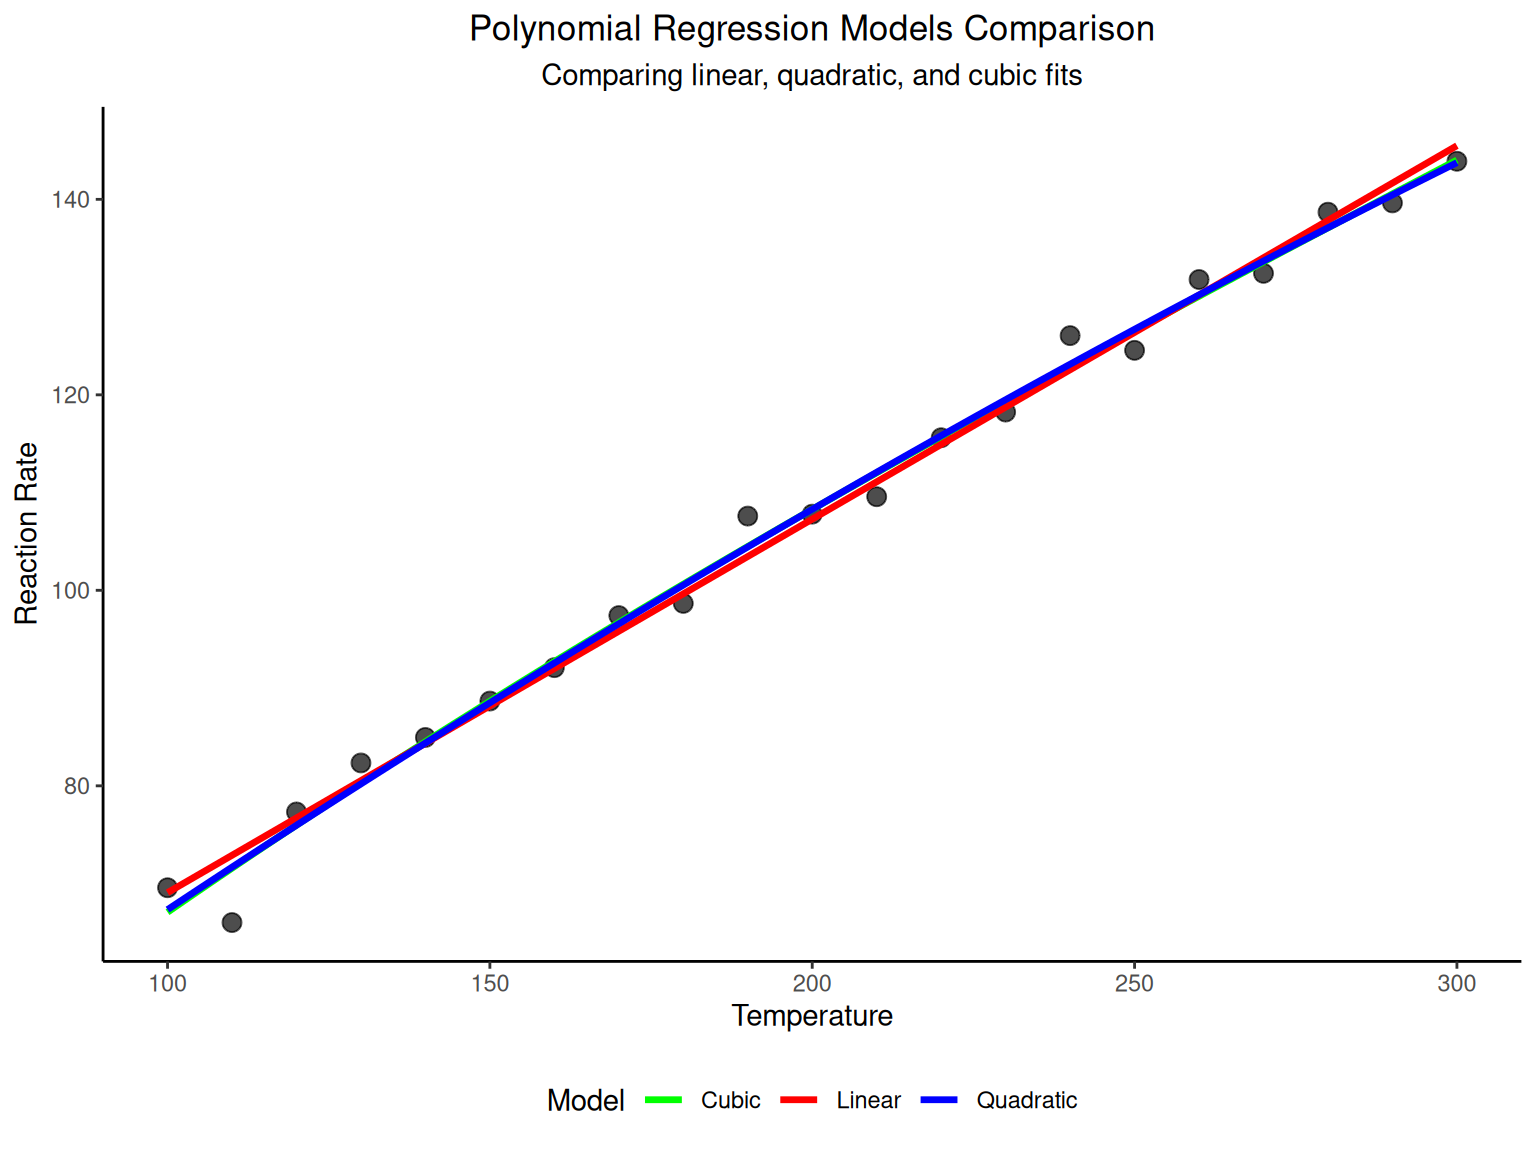 Polynomial Regression Models Comparison
Comparing linear, quadratic, and cubic fits
Reaction Rate
140
120
100
80
100 150 200 250 300
Temperature
Model Cubic Linear Quadratic